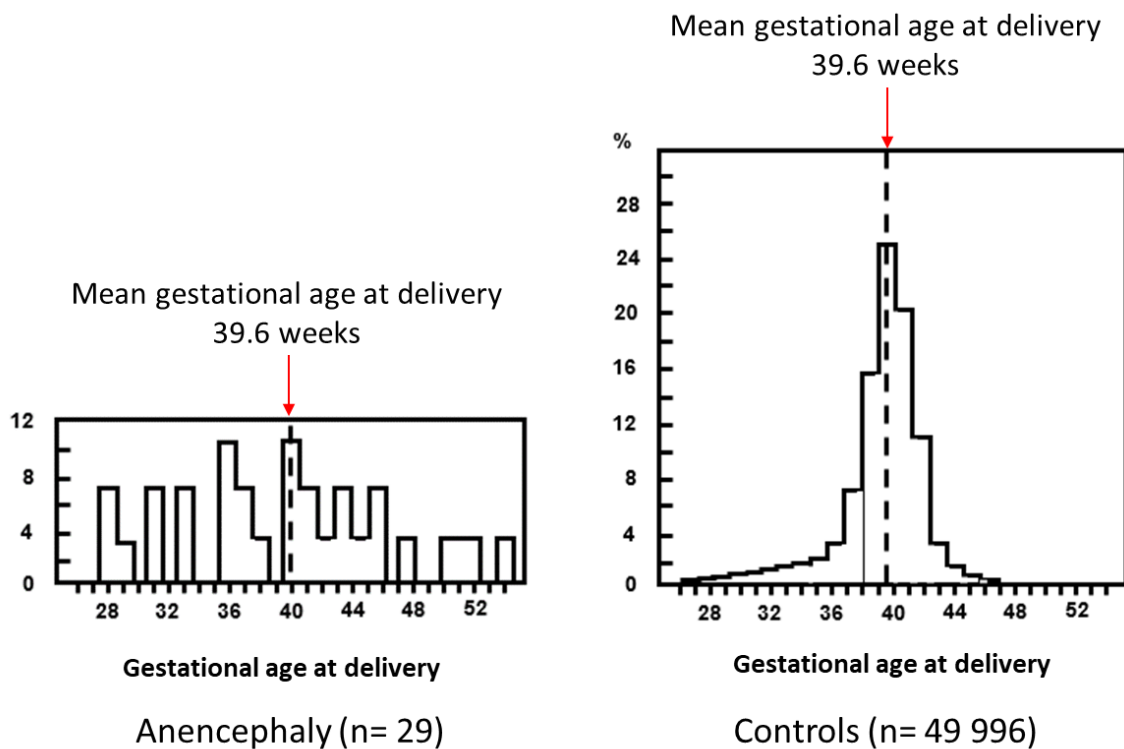 Mean gestational age at delivery
39.6 weeks
12
8
4
0
28 32 36 40 44 48 52
Gestational age at delivery
Anencephaly (n= 29)
Mean gestational age at delivery
39.6 weeks
%
28
24
20
16
12
8
4
0
28 32 36 40 44 48 52
Gestational age at delivery
Controls (n= 49 996)